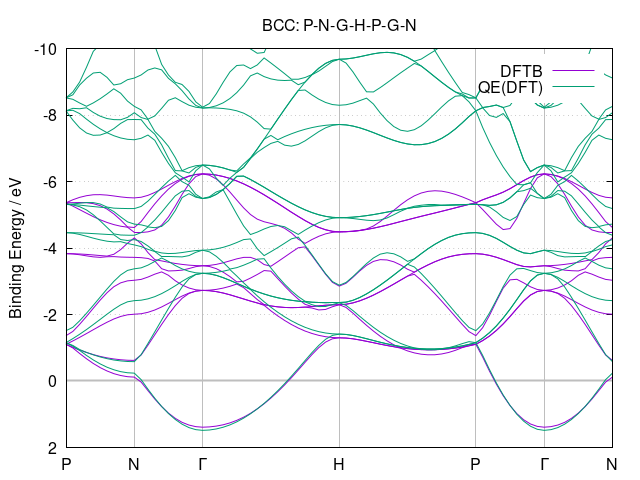 BCC: P-N-G-H-P-G-N
-10
-8
-6
-4
-2
0
2
Binding Energy / eV
DFTB
QE(DFT)
P N Γ H P Γ N